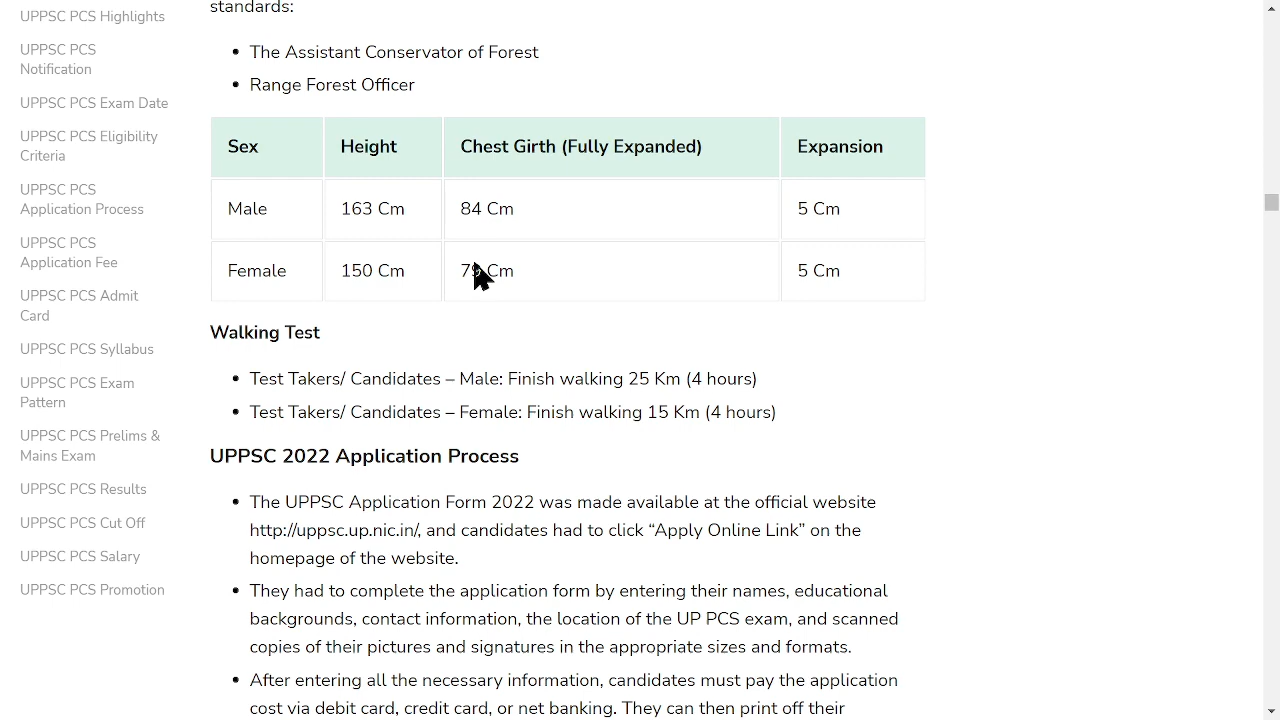 UPPSC PCS Highlights
UPPSC PCS
Notification
UPPSC PCS Exam Date
UPPSC PCS Eligibility
Criteria
UPPSC PCS
Application Process
UPPSC PCS
Application Fee
UPPSC PCS Admit
Card
UPPSC PCS Syllabus
UPPSC PCS Exam
Pattern
UPPSC PCS Prelims &
Mains Exam
UPPSC PCS Results
UPPSC PCS Cut Off
UPPSC PCS Salary
UPPSC PCS Promotion
standards:
• The Assistant Conservator of Forest
• Range Forest Officer
Sex Height Chest Girth (Fully Expanded) Expansion
Male 163 Cm 84 Cm 5 Cm
Female 150 Cm Cm 5 Cm
Walking Test
• Test Takers/ Candidates – Male: Finish walking 25 Km (4 hours)
• Test Takers/ Candidates – Female: Finish walking 15 Km (4 hours)
UPPSC 2022 Application Process
• The UPPSC Application Form 2022 was made available at the official website
http://uppsc.up.nic.in/, and candidates had to click “Apply Online Link” on the
homepage of the website.
• They had to complete the application form by entering their names, educational
backgrounds, contact information, the location of the UP PCS exam, and scanned
copies of their pictures and signatures in the appropriate sizes and formats.
• After entering all the necessary information, candidates must pay the application
cost via debit card, credit card, or net banking. They can then print off their